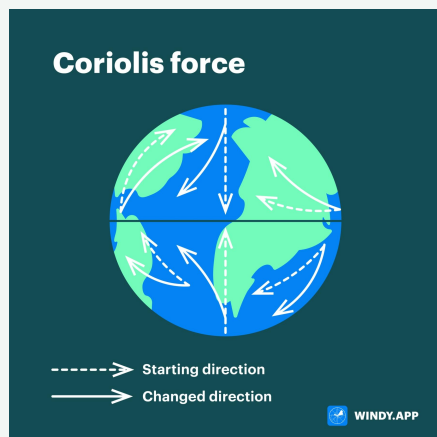 Coriolis force
Starting direction
Changed direction
WINDY.APP